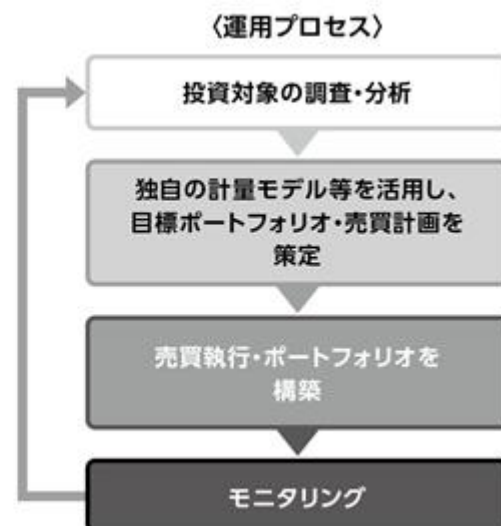 〈運用プロセス〉
投資対象の調査・分析
独自の計量モデル等を活用し、
目標ポートフォリオ・売買計画を
策定
売買執行・ポートフォリオを
構築
モニタリング